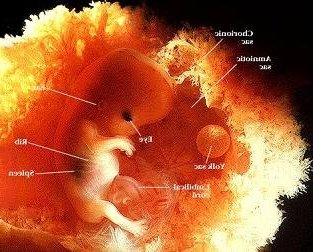 Chorionic
sac
Amniotic
sac
Eye
Rib
Yolk sac
Spleen
Umbilical
cord